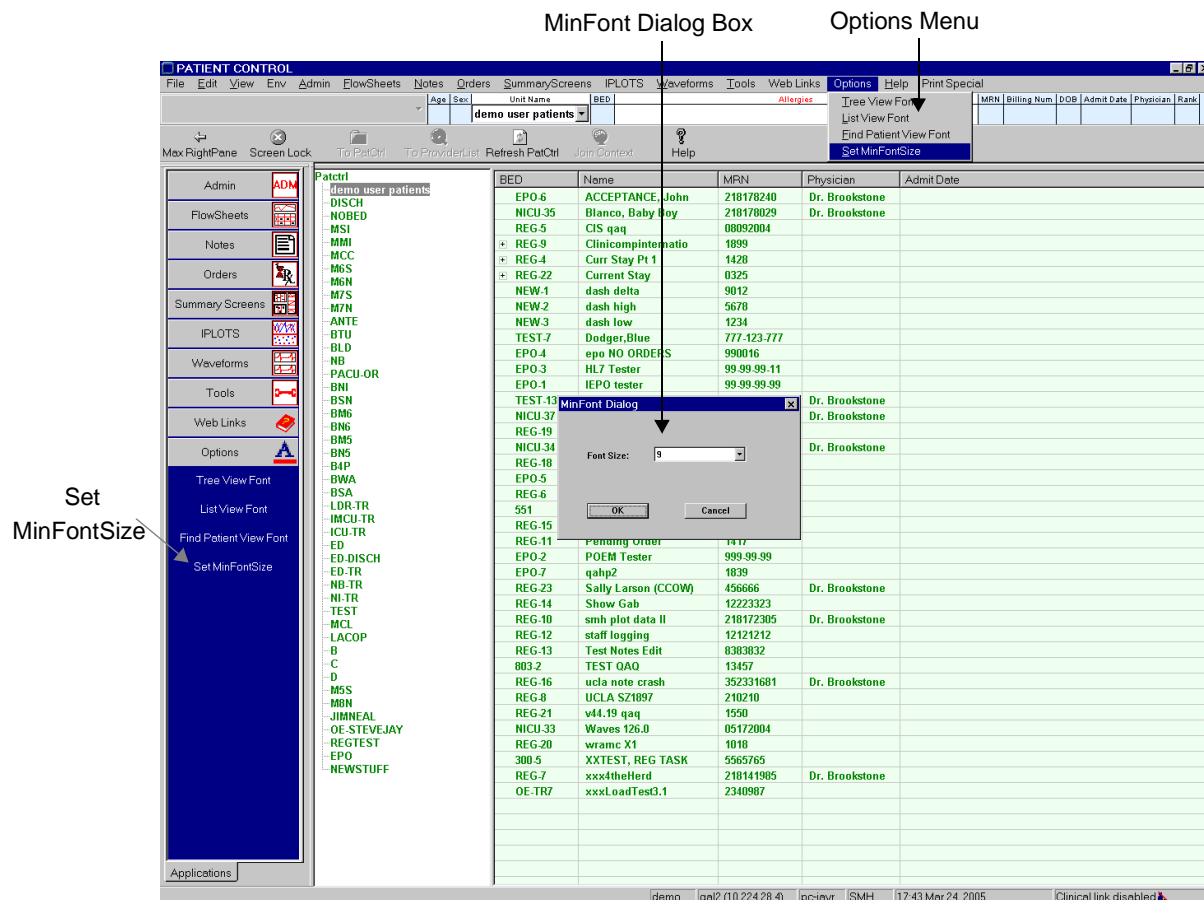 MinFont Dialog Box
Options Menu
PATIENT CONTROL
File Edit View Env Admin FlowSheets Notes Orders SummaryScreens IPLOTS Waveforms Tools Web Links Options Help Print Special
Age Sex Unit Name BED Allergies MRN Billing Num DOB Admit Date Physician Rank
demo user patients
Tree View Font
List View Font
Find Patient View Font
Set MinFontSize
Max RightPane Screen Lock To PatCtrl To ProviderList Refresh PatCtrl Join Context Help
Admin ADM
FlowSheets
Notes
Orders
Summary Screens
IPLOTS
Waveforms
Tools
Web Links
Options
Tree View Font
List View Font
Find Patient View Font
Set MinFontSize
Applications
Set
MinFontSize
Patctrl
demo user patients
DISCH
NOBED
MSI
MMI
MCC
M6S
M6N
M7S
M7N
ANTE
BTU
BLD
NB
PACU-OR
BNI
BSN
BM6
BN6
BM5
BN5
B4P
BWA
BSA
LDR-TR
IMCU-TR
ICU-TR
ED
ED-DISCH
ED-TR
NB-TR
NI-TR
TEST
MCL
LACOP
B
C
D
M5S
M8N
JIMNEAL
OE-STEVEJAY
REGTEST
EPO
NEWSTUFF
BED Name MRN Physician Admit Date
EPO-6 ACCEPTANCE, John 218178240 Dr. Brookstone
NICU-35 Blanco, Baby Boy 218178029 Dr. Brookstone
REG-5 CIS qaq 08092004
REG-9 Clinicompinternatio 1899
REG-4 Curr Stay Pt 1 1428
REG-22 Current Stay 0325
NEW-1 dash delta 9012
NEW-2 dash high 5678
NEW-3 dash low 1234
TEST-7 Dodger,Blue 777-123-777
EPO-4 epo NO ORDERS 990016
EPO-3 HL7 Tester 99-99-99-11
EPO-1 IEPO tester 99-99-99-99
TEST-13 Dr. Brookstone
NICU-37 Dr. Brookstone
REG-19
NICU-34 Dr. Brookstone
REG-18
EPO-5
REG-6
551
REG-15
REG-11 Pending Order 1417
EPO-2 POEM Tester 999-99-99
EPO-7 qahp2 1839
REG-23 Sally Larson (CCOW) 456666 Dr. Brookstone
REG-14 Show Gab 12223323
REG-10 smh plot data II 218172305 Dr. Brookstone
REG-12 staff logging 12121212
REG-13 Test Notes Edit 8383832
803-2 TEST QAQ 13457
REG-16 ucla note crash 352331681 Dr. Brookstone
REG-8 UCLA SZ1897 210210
REG-21 v44.19 qaq 1550
NICU-33 Waves 126.0 05172004
REG-20 wramc X1 1018
300-5 XXTEST, REG TASK 5565765
REG-7 xxx4theHerd 218141985 Dr. Brookstone
OE-TR7 xxxLoadTest3.1 2340987
MinFont Dialog
Font Size: 9
OK Cancel
demo gal2 (10.224.28.4) pc-jayr SMH 17:43 Mar 24, 2005 Clinical link disabled